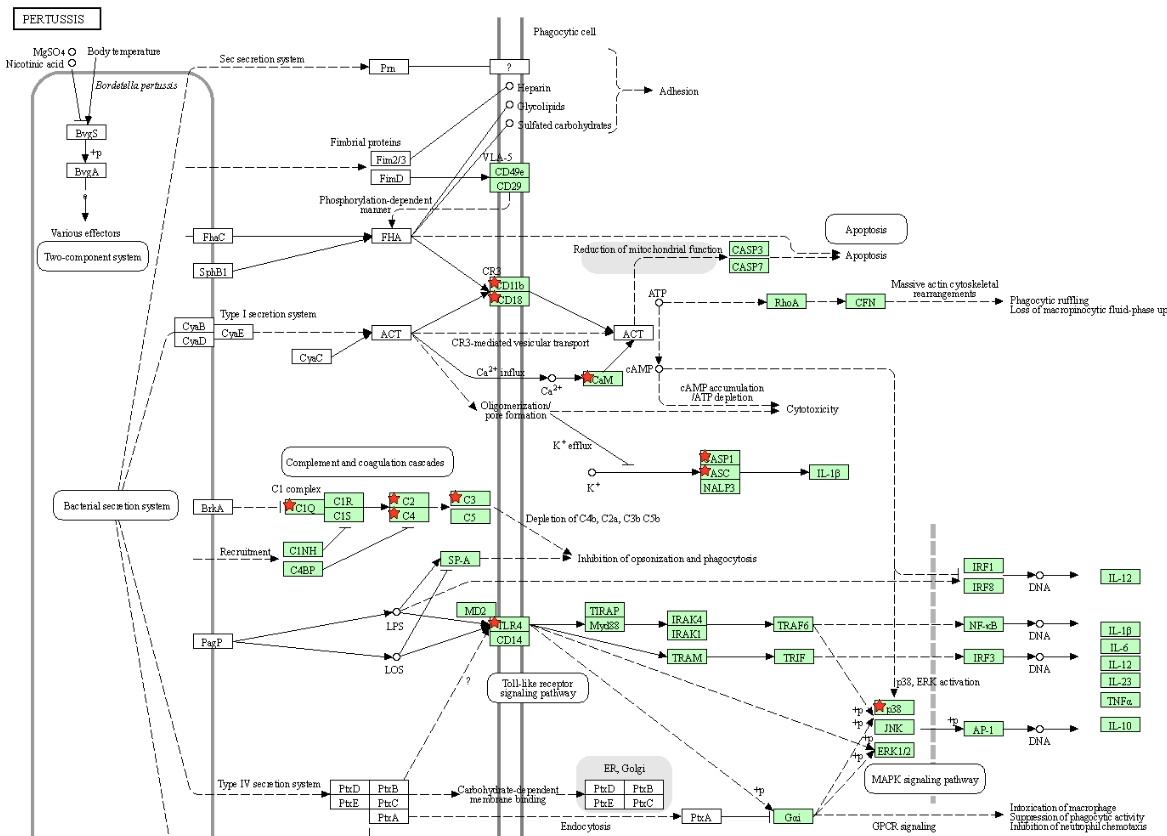 PERTUSSIS
MgSO4
Nicotinic acid
Body temperature
Bordetella pertussis
BvgS
+p
BvgA
Various effectors
Two-component system
Sec secretion system
Prn
?
Phagocytic cell
Heparin
Glycolipids
Sulfated carbohydrates
Adhesion
Fimbrial proteins
Fim2/3
FimD
VLA-5
CD49e
CD29
Phosphorylation-dependent
manner
FhaC
FHA
SphB1
CR3
CD11b
CD18
Reduction of mitochondrial function
CASP3
CASP7
Apoptosis
Apoptosis
ATP
RhoA
CFN
Massive actin cytoskeletal
rearrangements
Phagocytic ruffling
Loss of macropinocytic fluid-phase up
Type I secretion system
CyaB
CyaD
CyaE
ACT
ACT
CR3-mediated vesicular transport
CyaC
Ca2+ influx
Ca2+
CaM
cAMP
cAMP accumulation
/ATP depletion
Cytotoxicity
Oligomerization/
pore formation
K+ efflux
K+
CASP1
ASC
NALP3
IL-1β
Complement and coagulation cascades
Bacterial secretion system
C1 complex
BrkA
C1Q
C1R
C1S
C2
C4
C3
C5
Depletion of C4b, C2a, C3b C5b
Recruitment
C1NH
C4BP
SP-A
Inhibition of opsonization and phagocytosis
IRF1
IRF8
DNA
IL-12
LPS
MD2
TLR4
CD14
TIRAP
Myd88
IRAK4
IRAK1
TRAF6
NF-κB
DNA
IL-1β
IL-6
IL-12
IL-23
TNFα
IL-10
PagP
LOS
TRAM
TRIF
IRF3
DNA
?
Toll-like receptor
signaling pathway
p38, ERK activation
+p
p38
+p
JNK
+p
AP-1
DNA
+p
ERK1/2
MAPK signaling pathway
Type IV secretion system
PtxD
PtxB
PtxE
PtxC
PtxA
Carbohydrate-dependent
membrane binding
ER, Golgi
PtxD
PtxB
PtxE
PtxC
Endocytosis
PtxA
+p
Gαi
GPCR signaling
Intoxication of macrophage
Suppression of phagocytic activity
Inhibition of neutrophil chemotaxis